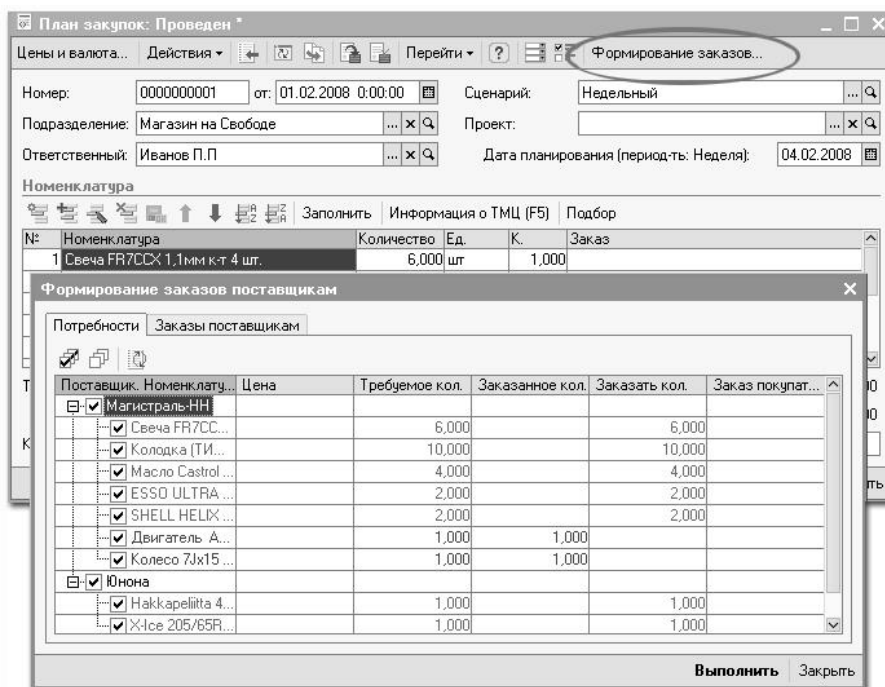 План закупок: Проведен *
Цены и валюта... Действия Перейти Формирование заказов...
Номер: 0000000001 от: 01.02.2008 0:00:00 Сценарий: Недельный
Подразделение: Магазин на Свободе Проект:
Ответственный: Иванов П.П Дата планирования (период-ть: Неделя): 04.02.2008
Номенклатура
Заполнить Информация о ТМЦ (F5) Подбор
№ Номенклатура Количество Ед. К. Заказ
1 Свеча FR7CCX 1,1мм к-т 4 шт. 6,000 шт 1,000
Формирование заказов поставщикам
Потребности Заказы поставщикам
Поставщик. Номенклату... Цена Требуемое кол. Заказанное кол. Заказать кол. Заказ покупат...
Магистраль-НН
Свеча FR7CC... 6,000 6,000
Колодка (ТИ... 10,000 10,000
Масло Castrol ... 4,000 4,000
ESSO ULTRA ... 2,000 2,000
SHELL HELIX ... 2,000 2,000
Двигатель А... 1,000 1,000
Колесо 7Jx15 ... 1,000 1,000
Юнона
Hakkapeliitta 4... 1,000 1,000
X-Ice 205/65R... 1,000 1,000
Выполнить Закрыть